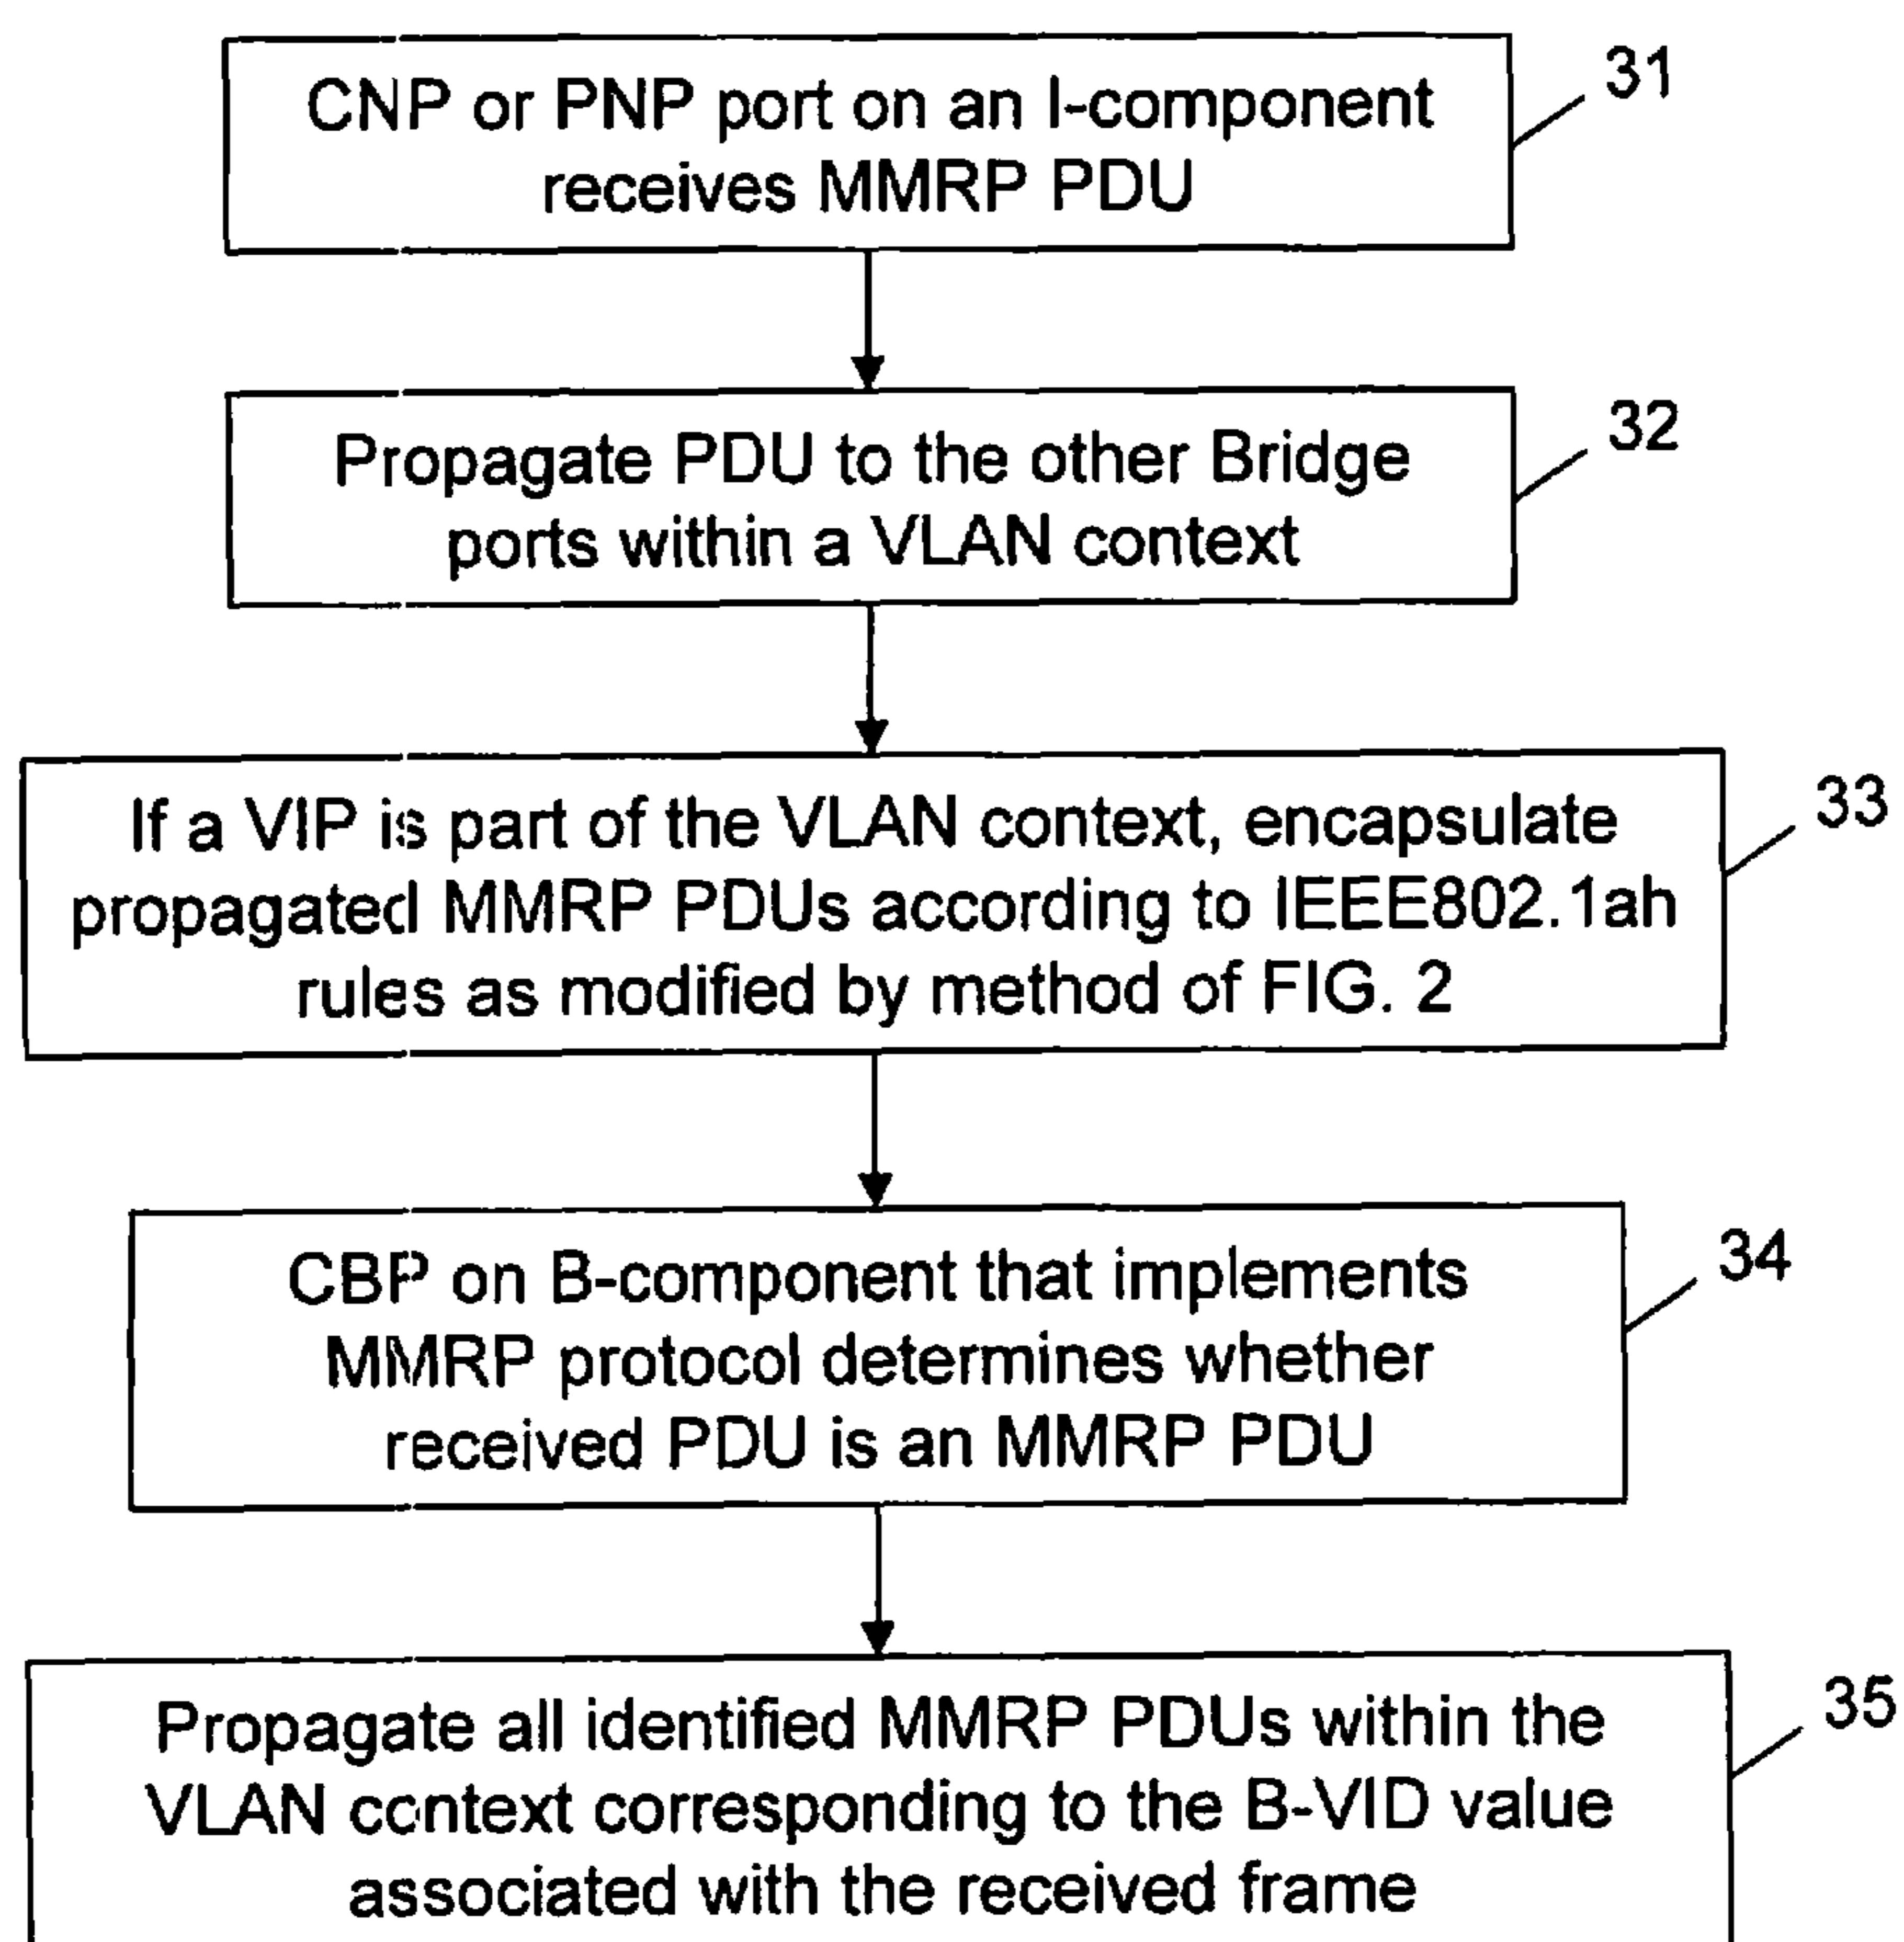 CNP or PNP port on an I-component
receives MMRP PDU
31
Propagate PDU to the other Bridge
ports within a VLAN context
32
If a VIP is part of the VLAN context, encapsulate
propagated MMRP PDUs according to IEEE802.1ah
rules as modified by method of FIG. 2
33
CBP on B-component that implements
MMRP protocol determines whether
received PDU is an MMRP PDU
34
Propagate all identified MMRP PDUs within the
VLAN context corresponding to the B-VID value
associated with the received frame
35